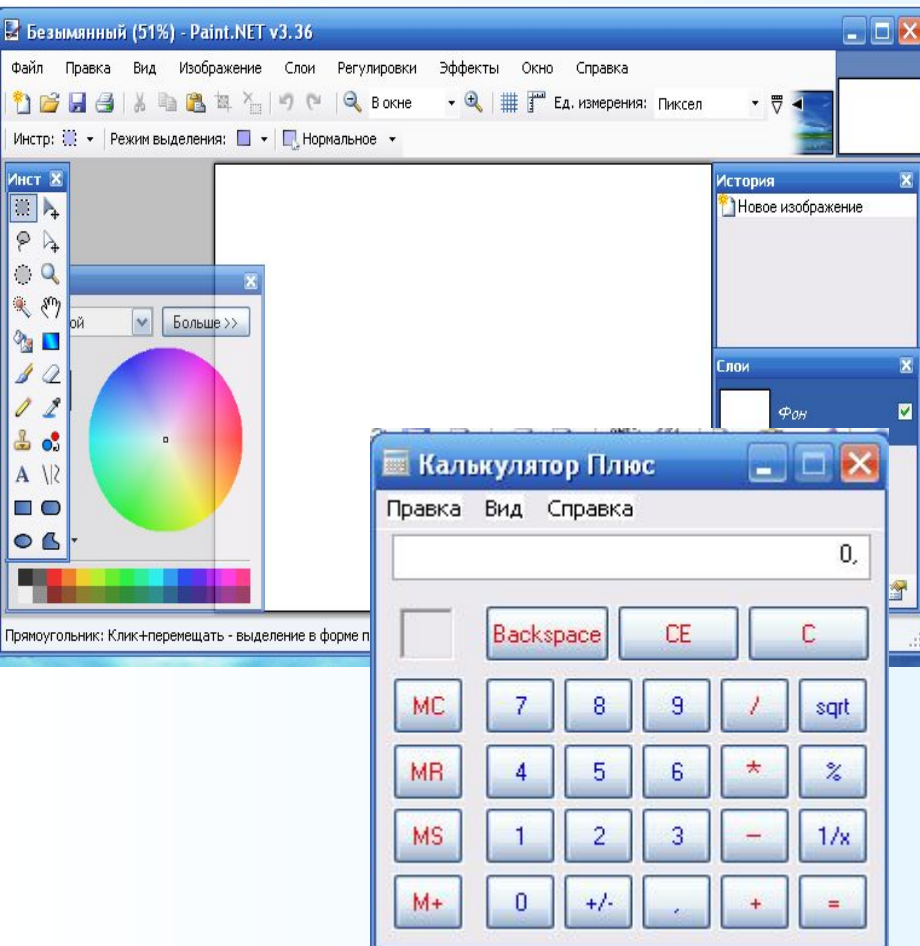 Безымянный (51%) - Paint.NET v3.36
Файл Правка Вид Изображение Слои Регулировки Эффекты Окно Справка
В окне Ед. измерения: Пиксел
Инстр: Режим выделения: Нормальное
Инст
История
Новое изображение
ой Больше >>
Слои
Фон
Прямоугольник: Клик+перемещать - выделение в форме п
Калькулятор Плюс
Правка Вид Справка
0,
Backspace CE C
MC 7 8 9 / sqrt
MR 4 5 6 * %
MS 1 2 3 - 1/x
M+ 0 +/- , + =